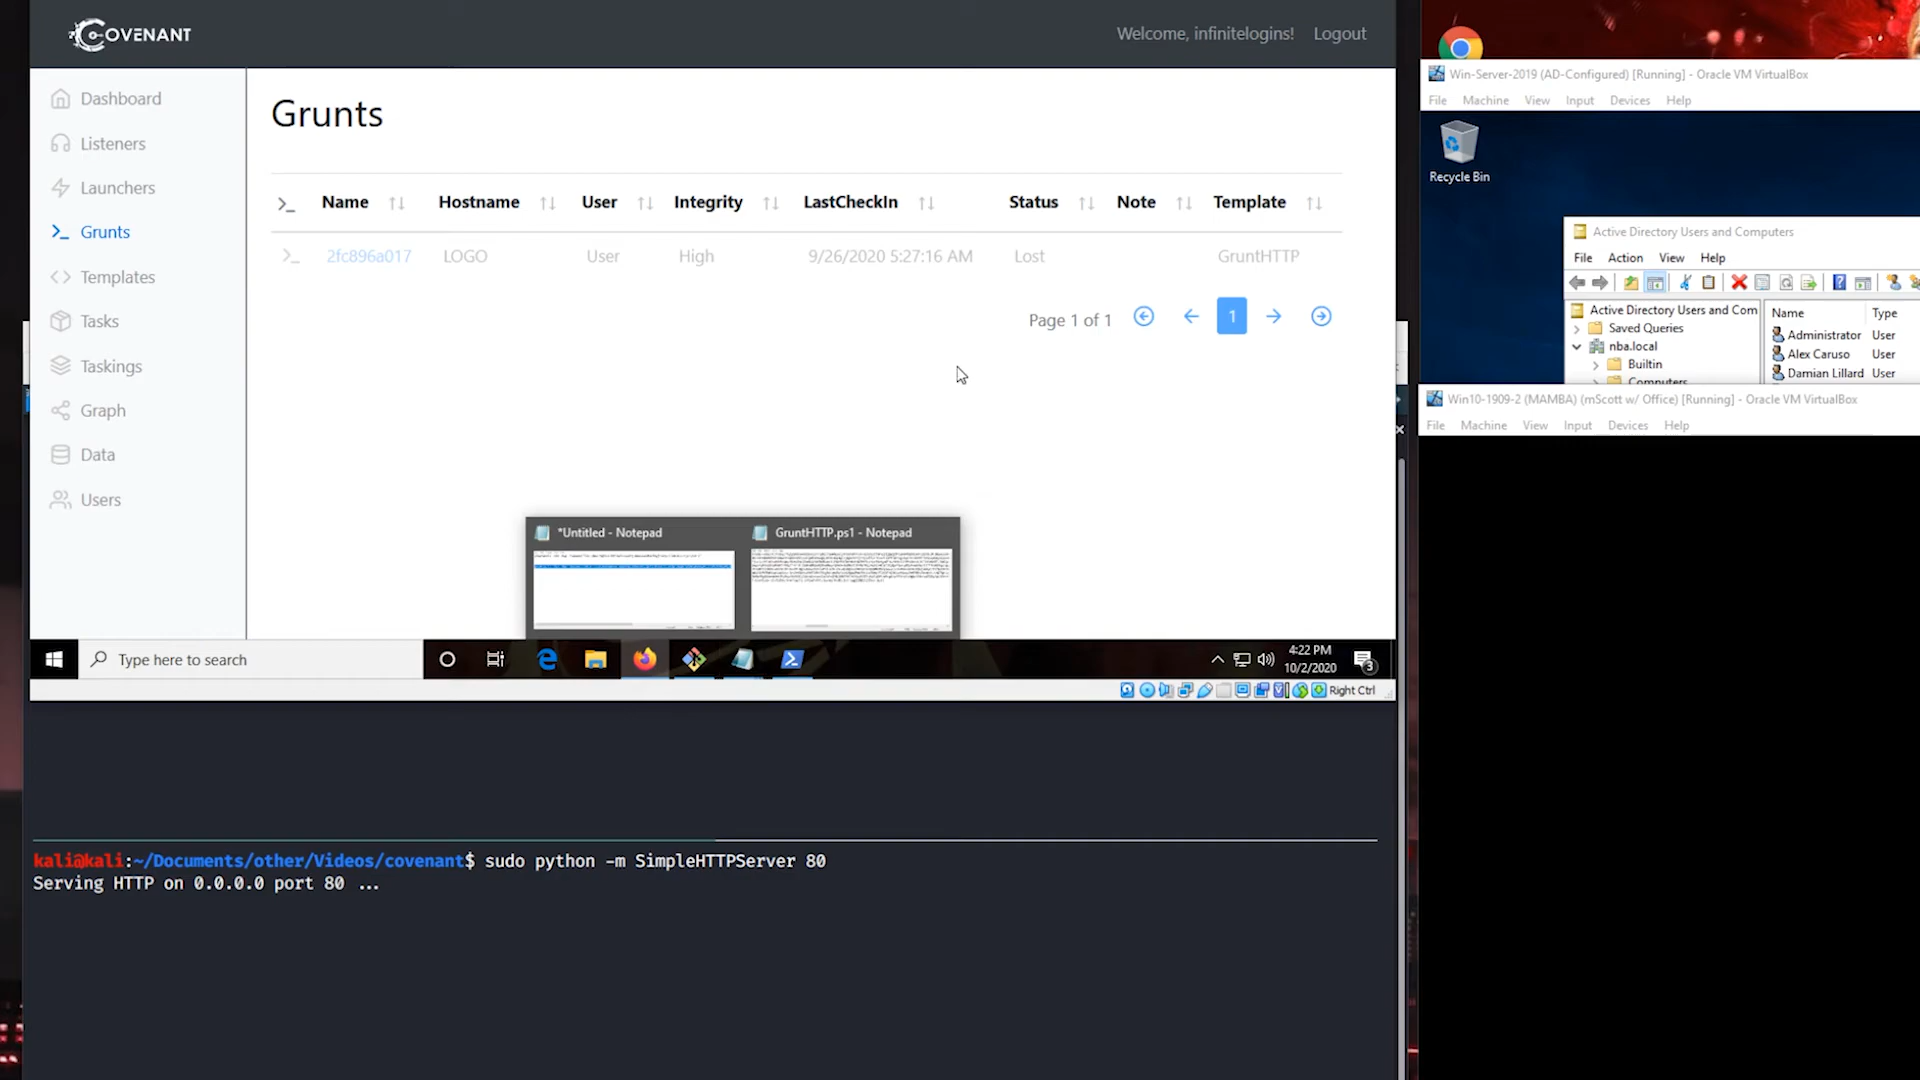 COVENANT
Welcome, infinitelogins!
Logout
Dashboard
Listeners
Launchers
Grunts
Templates
Tasks
Taskings
Graph
Data
Users
Grunts
Name Hostname User Integrity LastCheckIn Status Note Template
2fc896a017 LOGO User High 9/26/2020 5:27:16 AM Lost GruntHTTP
Page 1 of 1
1
*Untitled - Notepad
GruntHTTP.ps1 - Notepad
Type here to search
4:22 PM
10/2/2020
3
Right Ctrl
kali@kali:~/Documents/other/Videos/covenant$ sudo python -m SimpleHTTPServer 80
Serving HTTP on 0.0.0.0 port 80 ...
Win-Server-2019 (AD-Configured) [Running] - Oracle VM VirtualBox
File Machine View Input Devices Help
Recycle Bin
Active Directory Users and Computers
File Action View Help
Active Directory Users and Com
Saved Queries
nba.local
Builtin
Computers
Name Type
Administrator User
Alex Caruso User
Damian Lillard User
Win10-1909-2 (MAMBA) (mScott w/ Office) [Running] - Oracle VM VirtualBox
File Machine View Input Devices Help